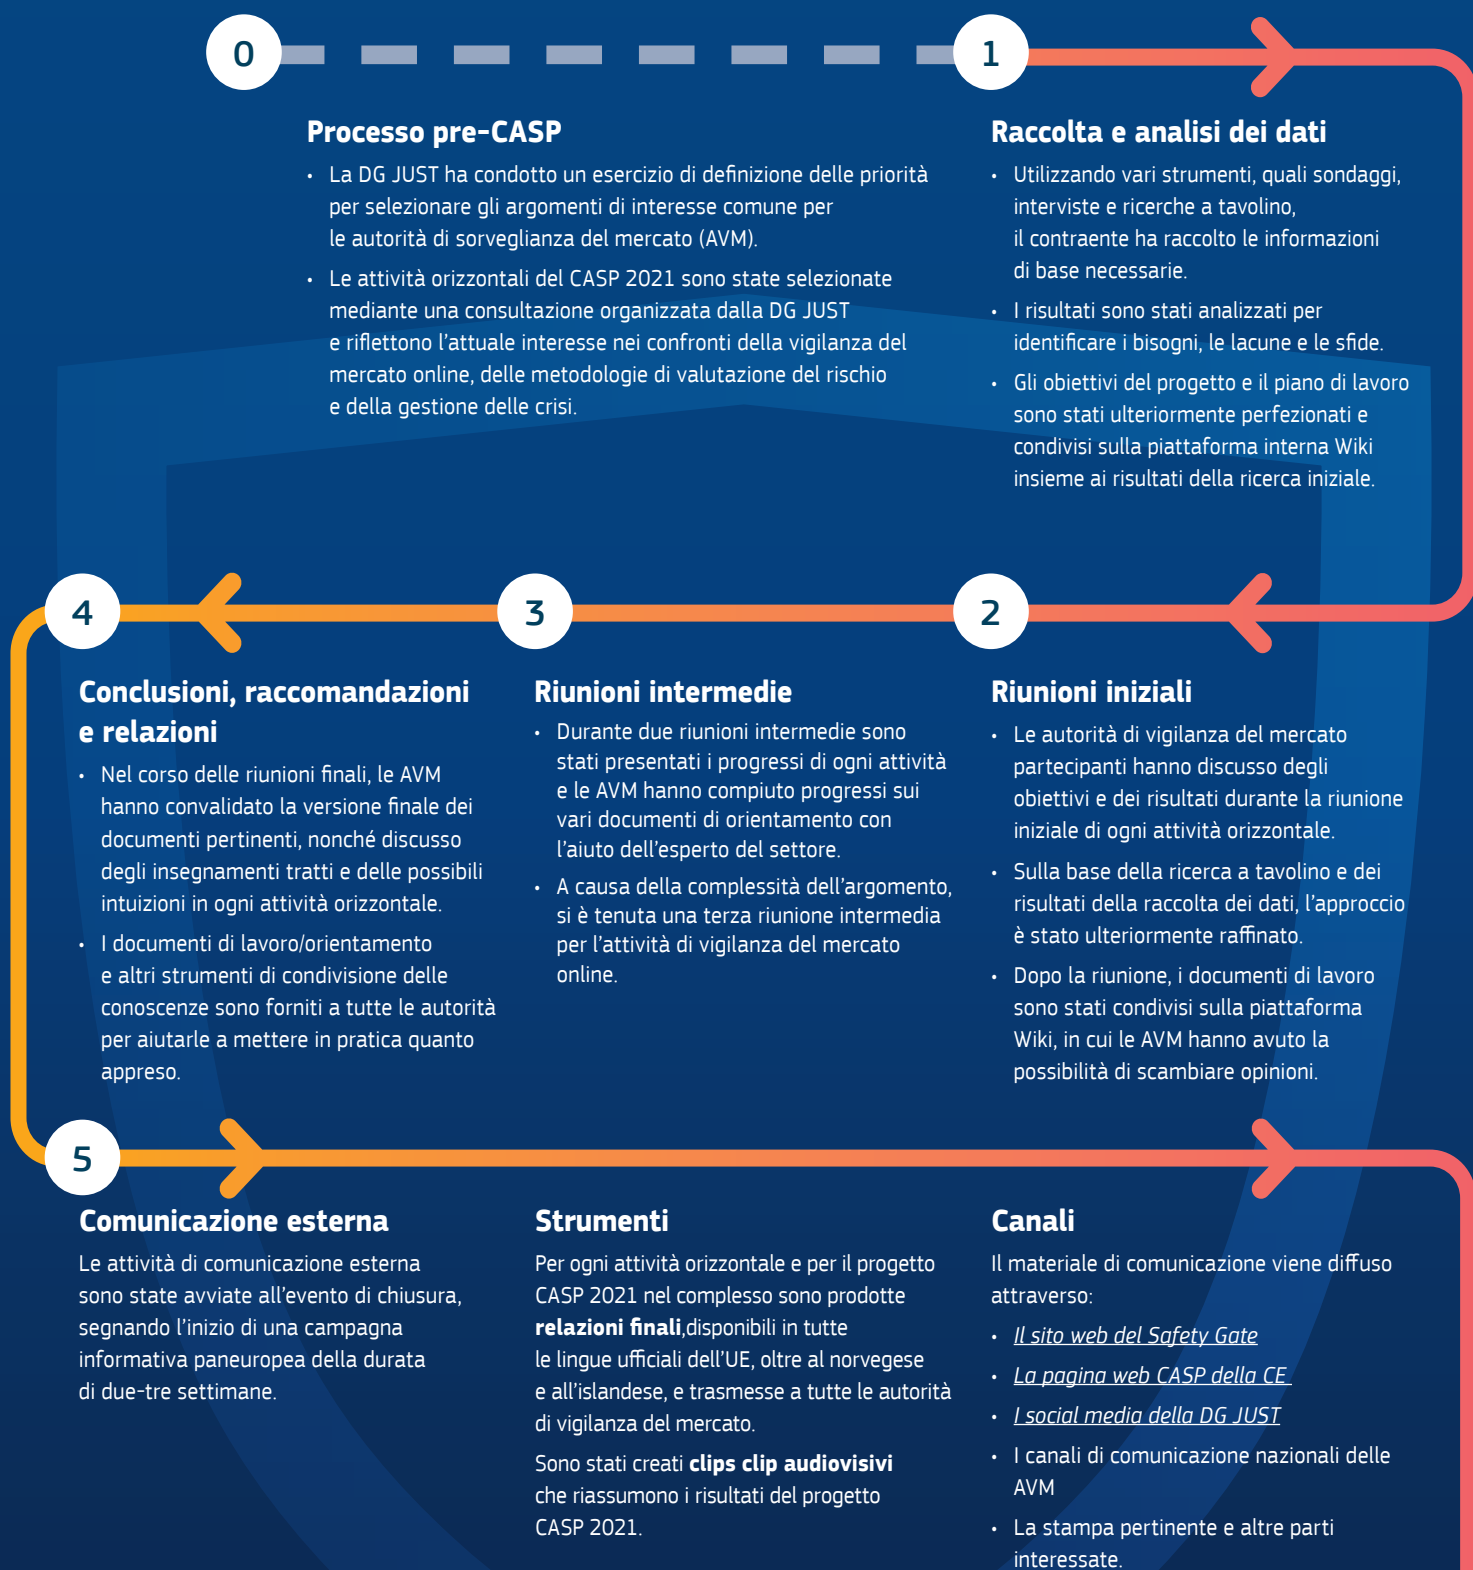 0
Processo pre-CASP
• La DG JUST ha condotto un esercizio di definizione delle priorità
per selezionare gli argomenti di interesse comune per
le autorità di sorveglianza del mercato (AVM).
• Le attività orizzontali del CASP 2021 sono state selezionate
mediante una consultazione organizzata dalla DG JUST
e riflettono l’attuale interesse nei confronti della vigilanza del
mercato online, delle metodologie di valutazione del rischio
e della gestione delle crisi.
1
Raccolta e analisi dei dati
• Utilizzando vari strumenti, quali sondaggi,
interviste e ricerche a tavolino,
il contraente ha raccolto le informazioni
di base necessarie.
• I risultati sono stati analizzati per
identificare i bisogni, le lacune e le sfide.
• Gli obiettivi del progetto e il piano di lavoro
sono stati ulteriormente perfezionati e
condivisi sulla piattaforma interna Wiki
insieme ai risultati della ricerca iniziale.
2
Riunioni iniziali
• Le autorità di vigilanza del mercato
partecipanti hanno discusso degli
obiettivi e dei risultati durante la riunione
iniziale di ogni attività orizzontale.
• Sulla base della ricerca a tavolino e dei
risultati della raccolta dei dati, l’approccio
è stato ulteriormente raffinato.
• Dopo la riunione, i documenti di lavoro
sono stati condivisi sulla piattaforma
Wiki, in cui le AVM hanno avuto la
possibilità di scambiare opinioni.
3
Riunioni intermedie
• Durante due riunioni intermedie sono
stati presentati i progressi di ogni attività
e le AVM hanno compiuto progressi sui
vari documenti di orientamento con
l’aiuto dell’esperto del settore.
• A causa della complessità dell’argomento,
si è tenuta una terza riunione intermedia
per l’attività di vigilanza del mercato
online.
4
Conclusioni, raccomandazioni
e relazioni
• Nel corso delle riunioni finali, le AVM
hanno convalidato la versione finale dei
documenti pertinenti, nonché discusso
degli insegnamenti tratti e delle possibili
intuizioni in ogni attività orizzontale.
• I documenti di lavoro/orientamento
e altri strumenti di condivisione delle
conoscenze sono forniti a tutte le autorità
per aiutarle a mettere in pratica quanto
appreso.
5
Comunicazione esterna
Le attività di comunicazione esterna
sono state avviate all’evento di chiusura,
segnando l’inizio di una campagna
informativa paneuropea della durata
di due-tre settimane.
Strumenti
Per ogni attività orizzontale e per il progetto
CASP 2021 nel complesso sono prodotte
relazioni finali,disponibili in tutte
le lingue ufficiali dell’UE, oltre al norvegese
e all’islandese, e trasmesse a tutte le autorità
di vigilanza del mercato.
Sono stati creati clips clip audiovisivi
che riassumono i risultati del progetto
CASP 2021.
Canali
Il materiale di comunicazione viene diffuso
attraverso:
• Il sito web del Safety Gate
• La pagina web CASP della CE
• I social media della DG JUST
• I canali di comunicazione nazionali delle
AVM
• La stampa pertinente e altre parti
interessate.